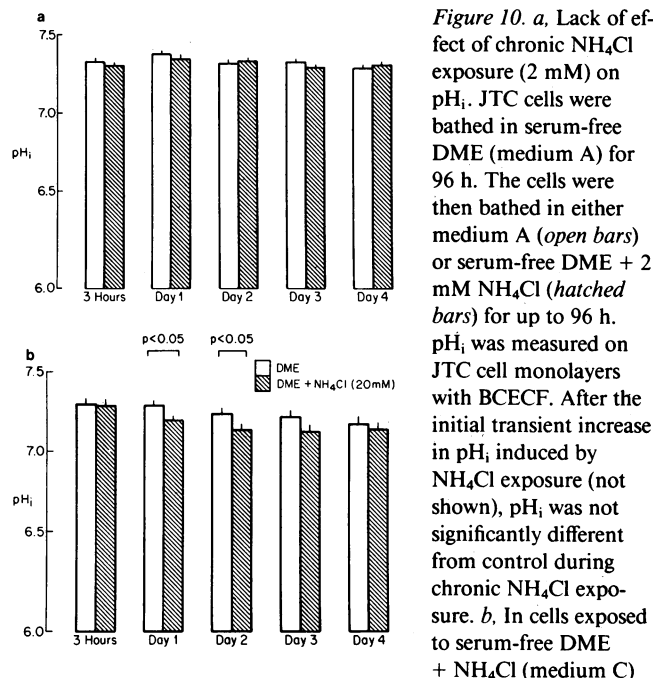 a
7.5
7.0
pHi
6.5
6.0
3 Hours Day 1 Day 2 Day 3 Day 4
p<0.05 p<0.05
b
DME
DME + NH4Cl (20mM)
7.5
7.0
pHi
6.5
6.0
3 Hours Day 1 Day 2 Day 3 Day 4
Figure 10. a, Lack of ef-
fect of chronic NH4Cl
exposure (2 mM) on
pHi. JTC cells were
bathed in serum-free
DME (medium A) for
96 h. The cells were
then bathed in either
medium A (open bars)
or serum-free DME + 2
mM NH4Cl (hatched
bars) for up to 96 h.
pHi was measured on
JTC cell monolayers
with BCECF. After the
initial transient increase
in pHi induced by
NH4Cl exposure (not
shown), pHi was not
significantly different
from control during
chronic NH4Cl expo-
sure. b, In cells exposed
to serum-free DME
+ NH4Cl (medium C)